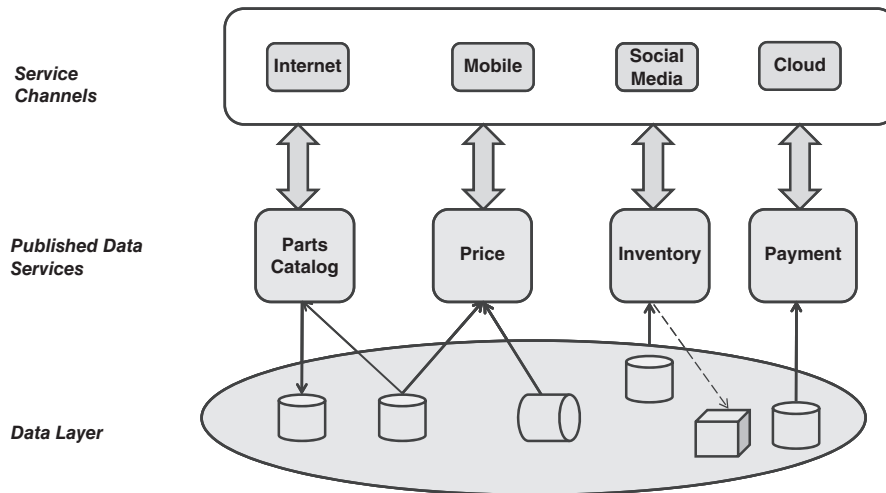 Service
Channels
Internet
Mobile
Social
Media
Cloud
Published Data
Services
Parts
Catalog
Price
Inventory
Payment
Data Layer